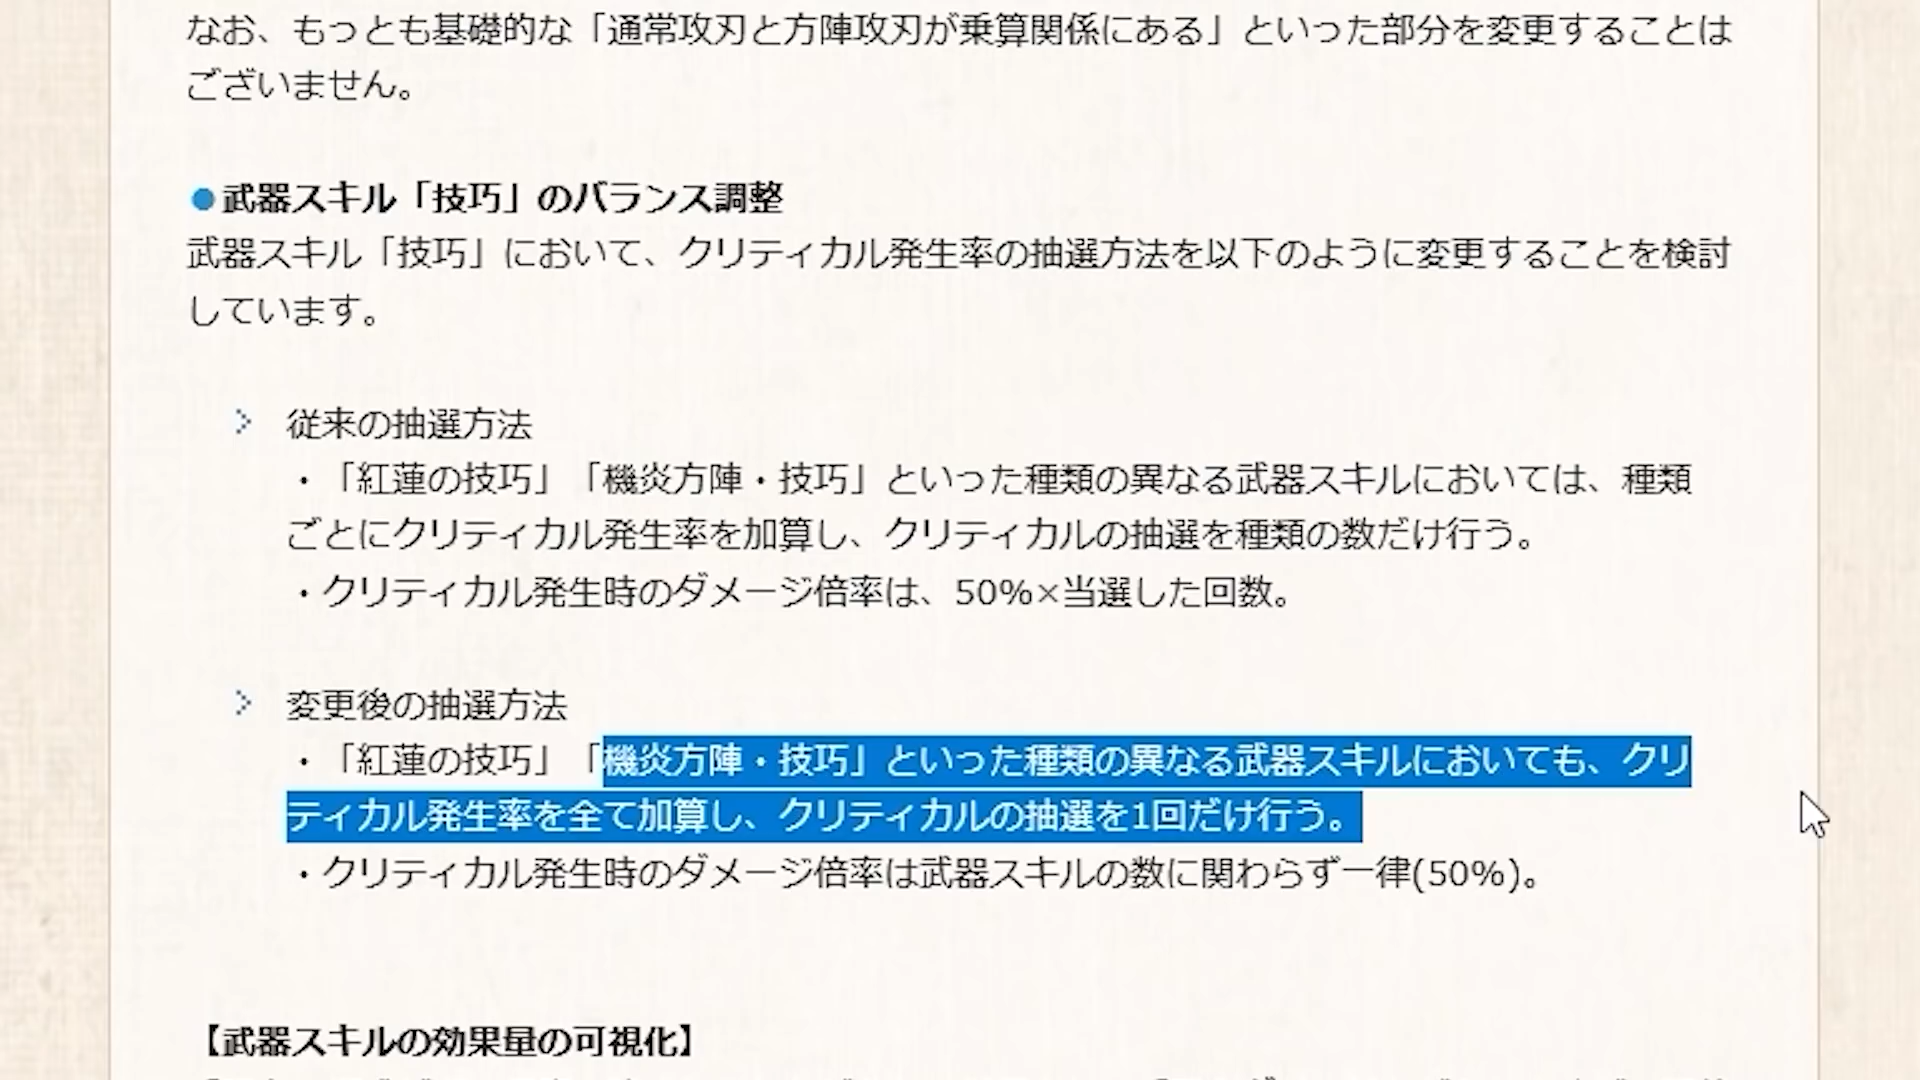 なお、もっとも基礎的な「通常攻刃と方陣攻刃が乗算関係にある」といった部分を変更することは
ございません。
●武器スキル「技巧」のバランス調整
武器スキル「技巧」において、クリティカル発生率の抽選方法を以下のように変更することを検討
しています。
従来の抽選方法
・「紅蓮の技巧」「機炎方陣・技巧」といった種類の異なる武器スキルにおいては、種類
ごとにクリティカル発生率を加算し、クリティカルの抽選を種類の数だけ行う。
・クリティカル発生時のダメージ倍率は、50%×当選した回数。
変更後の抽選方法
・「紅蓮の技巧」「機炎方陣・技巧」といった種類の異なる武器スキルにおいても、クリ
ティカル発生率を全て加算し、クリティカルの抽選を1回だけ行う。
・クリティカル発生時のダメージ倍率は武器スキルの数に関わらず一律(50%)。
【武器スキルの効果量の可視化】